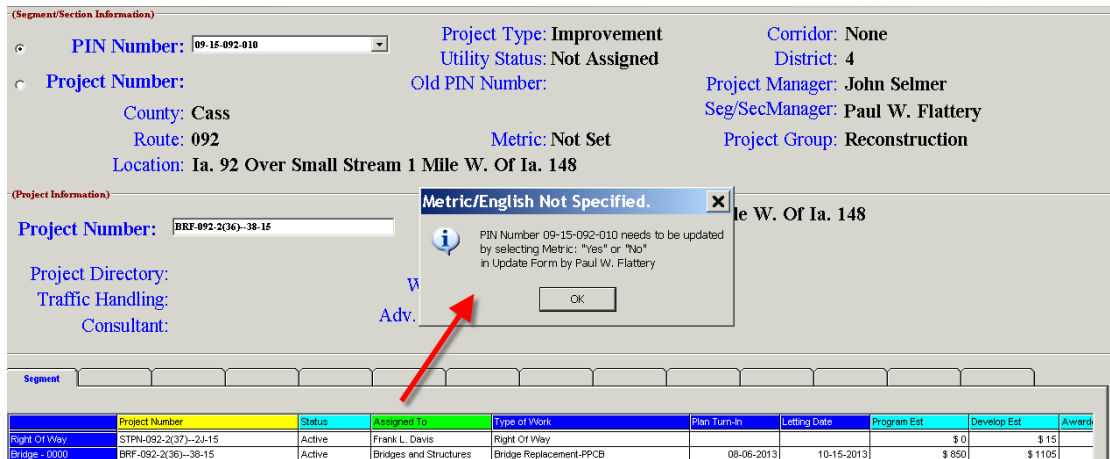 (Segment/Section Information)
PIN Number: 09-15-092-010 Project Type: Improvement Corridor: None
Utility Status: Not Assigned District: 4
Project Number: Old PIN Number: Project Manager: John Selmer
County: Cass Seg/SecManager: Paul W. Flattery
Route: 092 Metric: Not Set Project Group: Reconstruction
Location: Ia. 92 Over Small Stream 1 Mile W. Of Ia. 148
(Project Information)
Metric/English Not Specified.
Project Number: BRF-092-2(36)--38-15 le W. Of Ia. 148
PIN Number 09-15-092-010 needs to be updated
by selecting Metric: "Yes" or "No"
in Update Form by Paul W. Flattery
OK
Project Directory:
Traffic Handling:
Consultant: Adv.
Segment
Project Number Status Assigned To Type of Work Plan Turn-In Letting Date Program Est Develop Est Award
Right Of Way STPN-092-2(37)--2J-15 Active Frank L. Davis Right Of Way $ 0 $ 15
Bridge - 0000 BRF-092-2(36)--38-15 Active Bridges and Structures Bridge Replacement-PPCB 08-06-2013 10-15-2013 $ 850 $ 1105